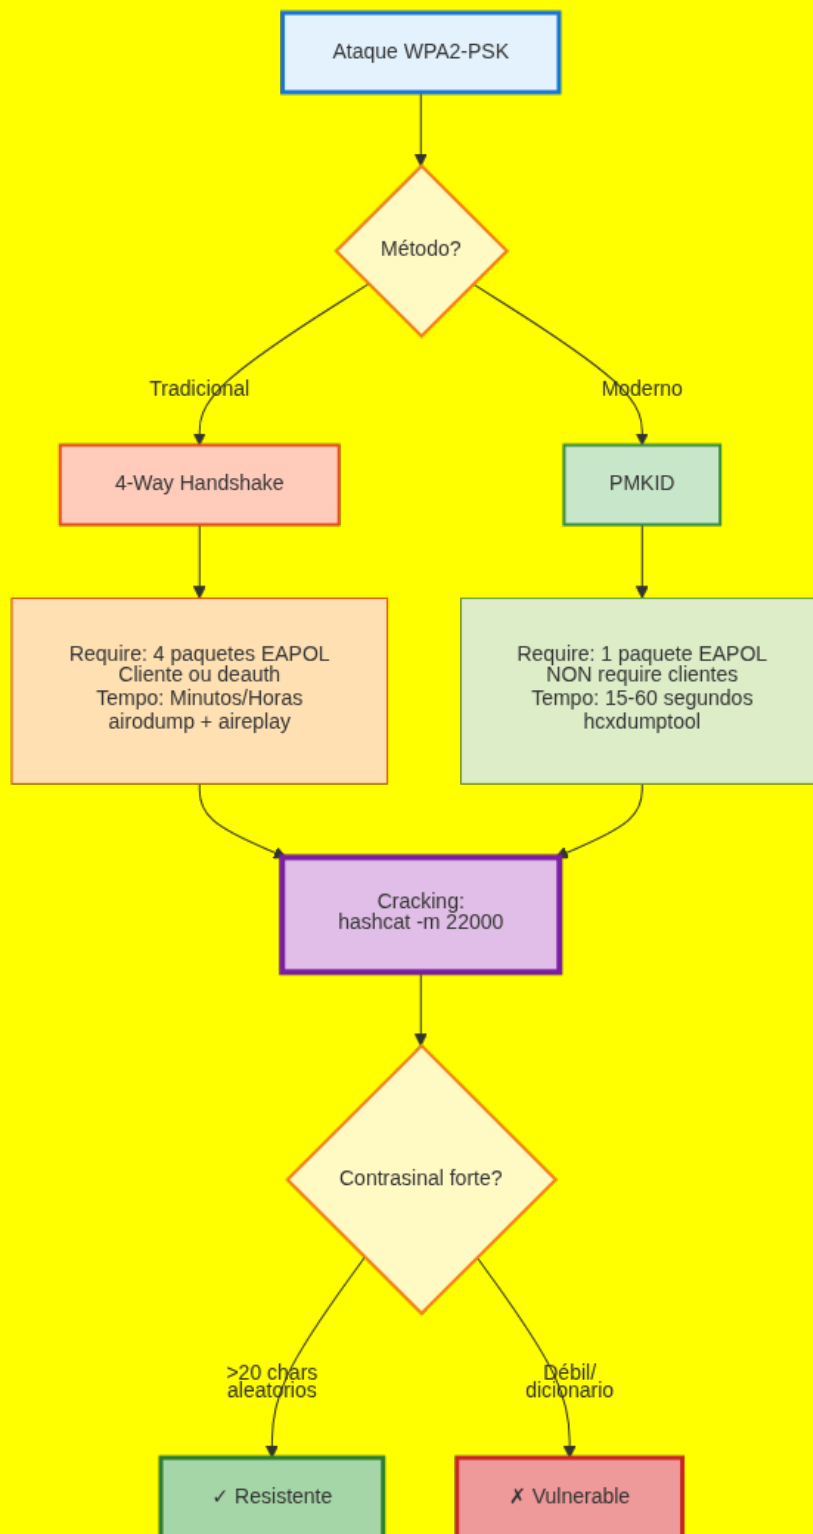 Ataque WPA2-PSK
Método?
Tradicional
Moderno
4-Way Handshake
PMKID
Require: 4 paquetes EAPOL
Cliente ou deauth
Tempo: Minutos/Horas
airodump + aireplay
Require: 1 paquete EAPOL
NON require clientes
Tempo: 15-60 segundos
hcxdumptool
Cracking:
hashcat -m 22000
Contrasinal forte?
>20 chars
aleatorios
Débil/
dicionario
✓ Resistente
✗ Vulnerable